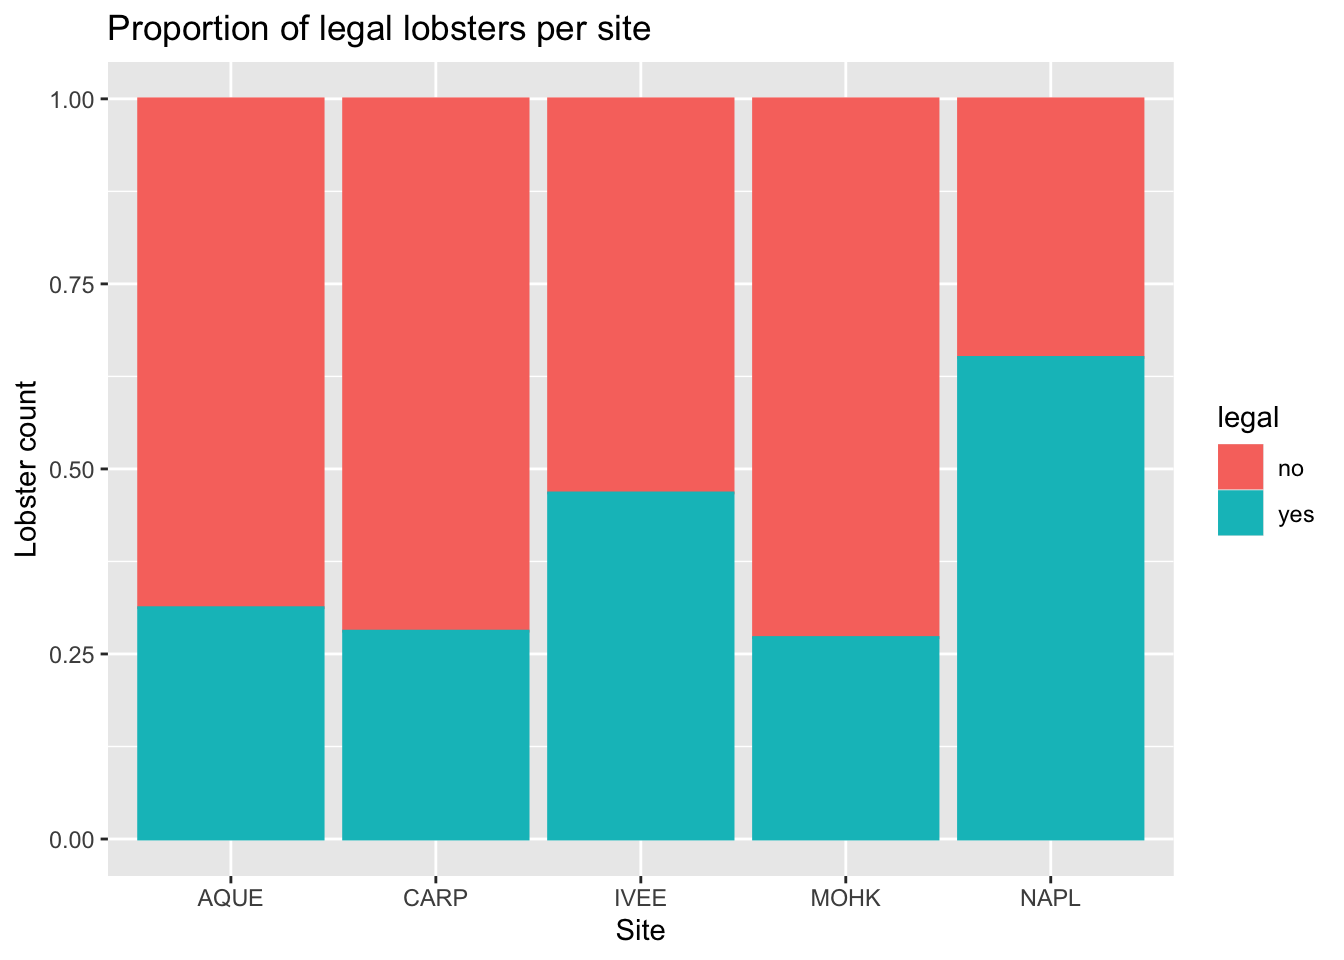 Proportion of legal lobsters per site
1.00
0.75
0.50
0.25
0.00
Lobster count
AQUE CARP IVEE MOHK NAPL
Site
legal
no
yes